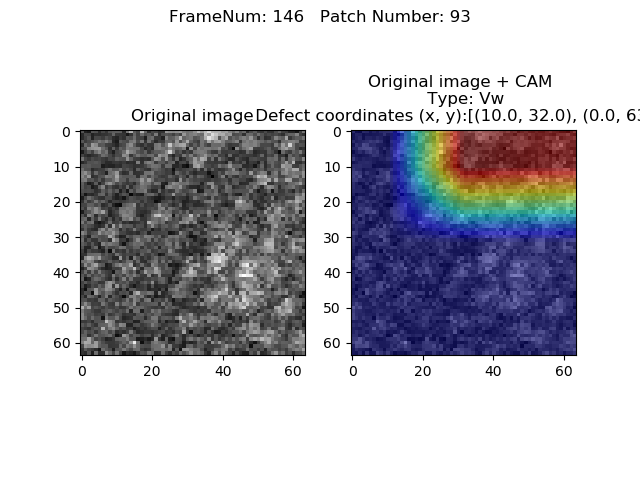 FrameNum: 146   Patch Number: 93
Original image + CAM
Type: Vw
Original image
Defect coordinates (x, y):[(10.0, 32.0), (0.0, 63
0
10
20
30
40
50
60
0 20 40 60
0
10
20
30
40
50
60
0 20 40 60